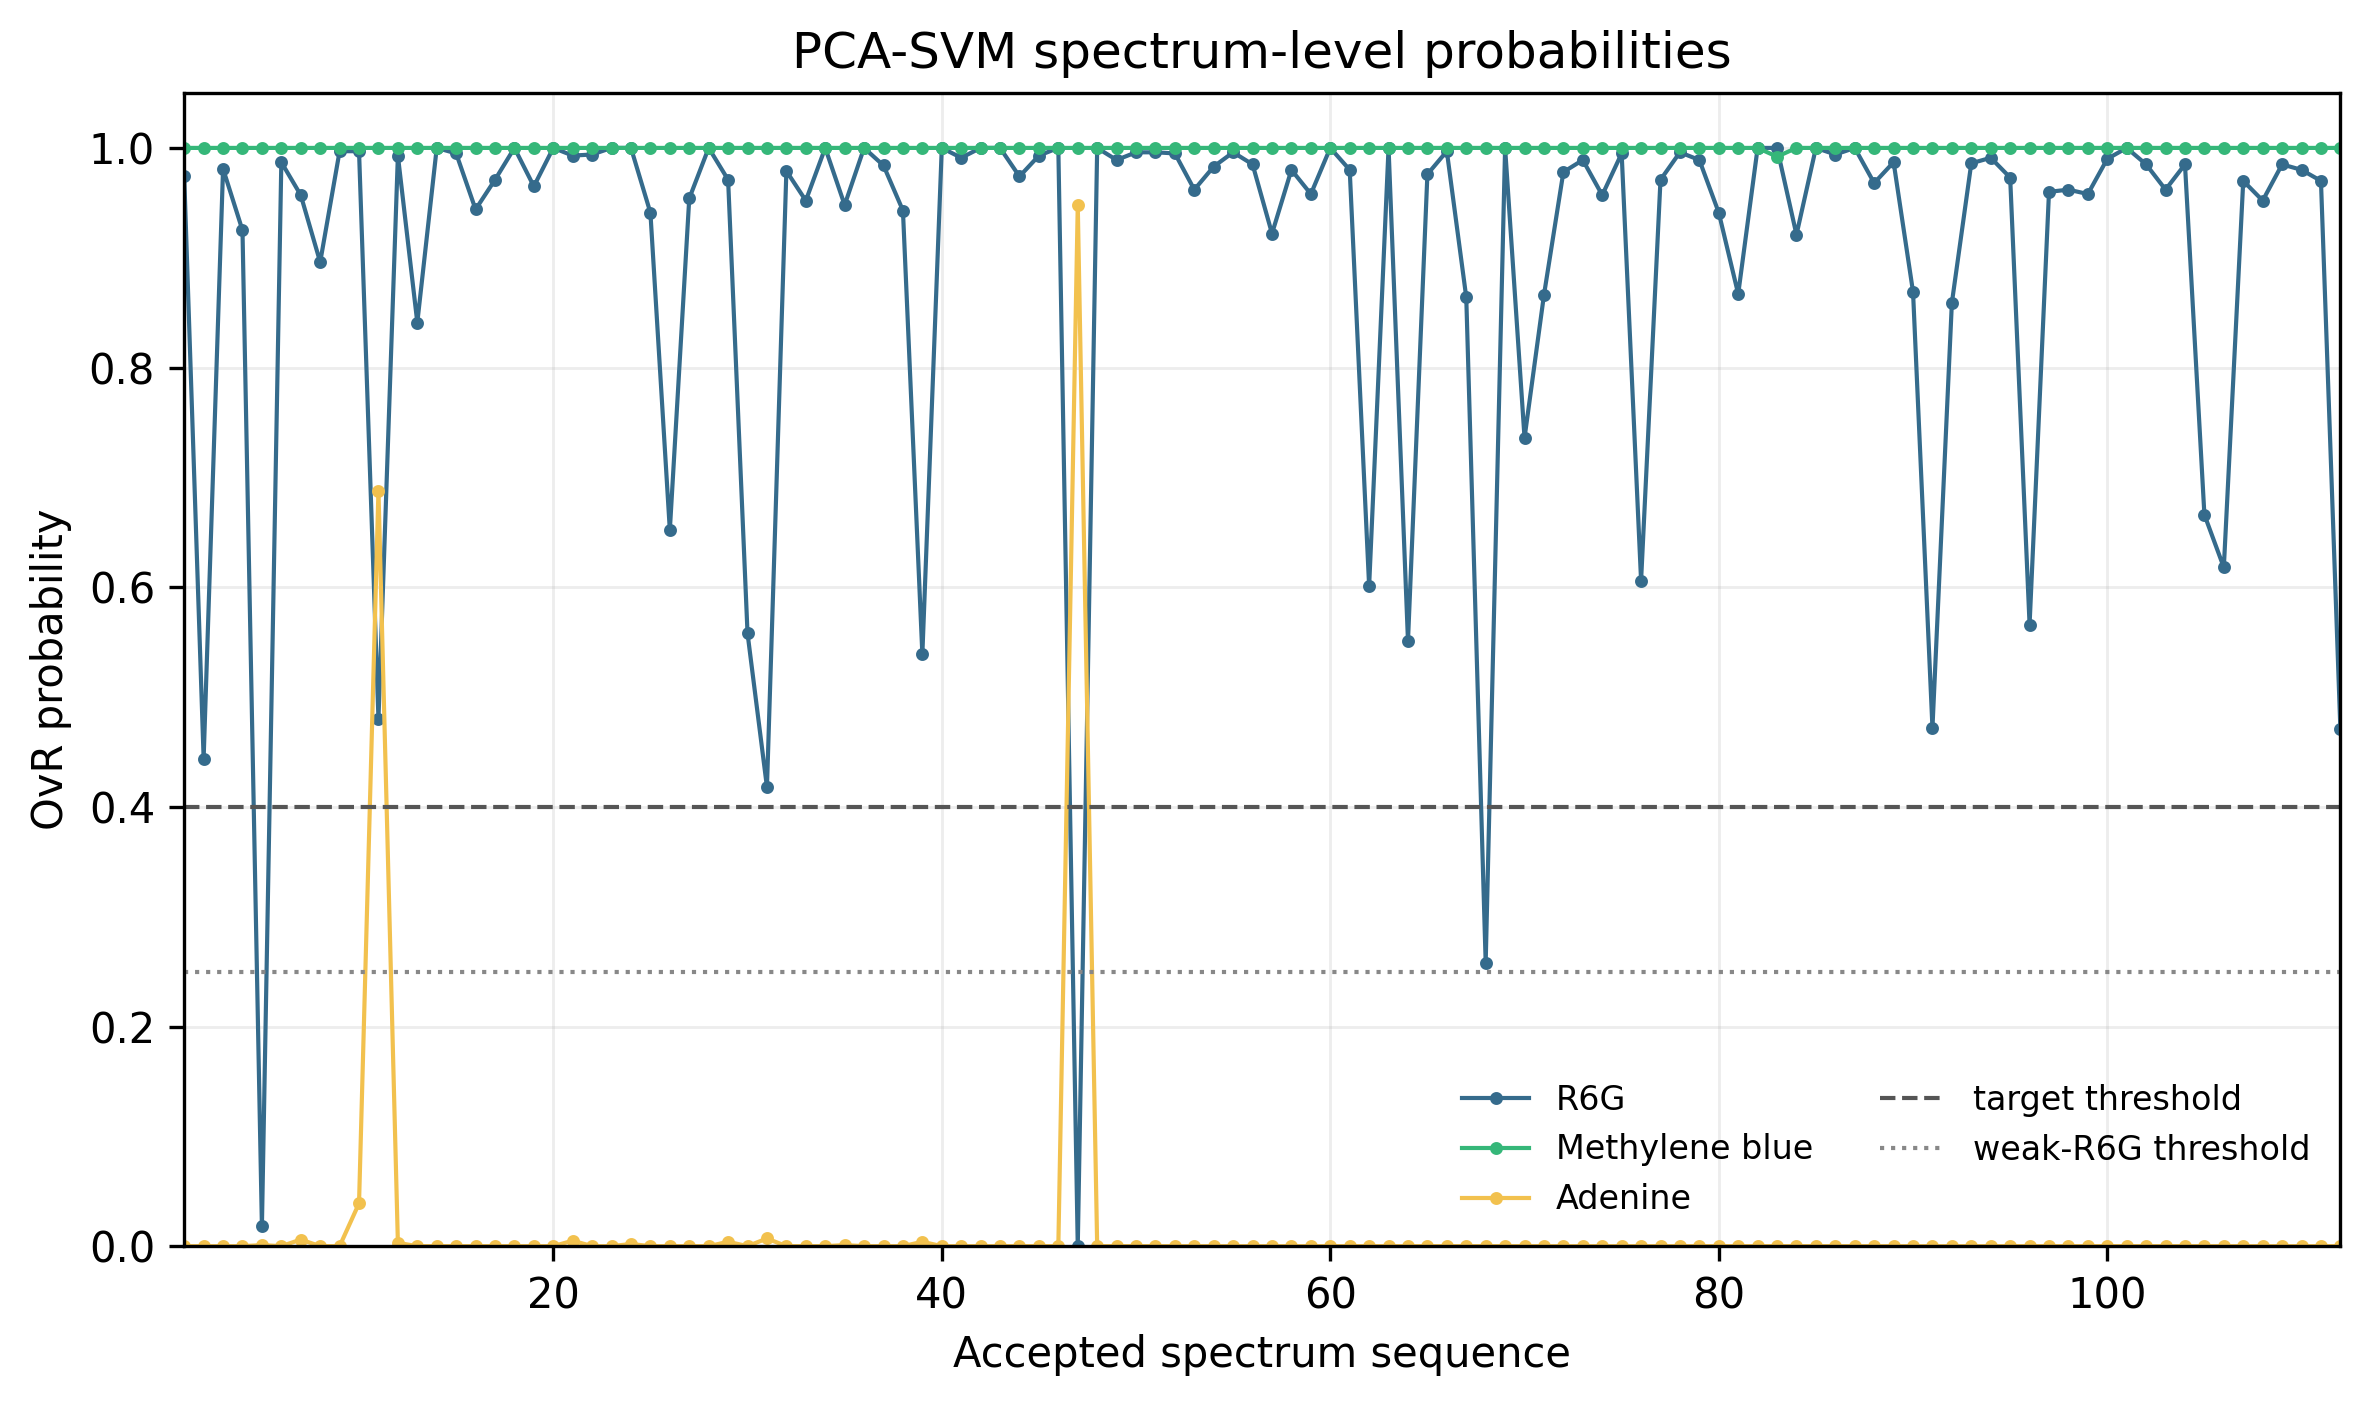 PCA-SVM spectrum-level probabilities
1.0
0.8
0.6
0.4
0.2
0.0
OvR probability
R6G
Methylene blue
Adenine
target threshold
weak-R6G threshold
20 40 60 80 100
Accepted spectrum sequence